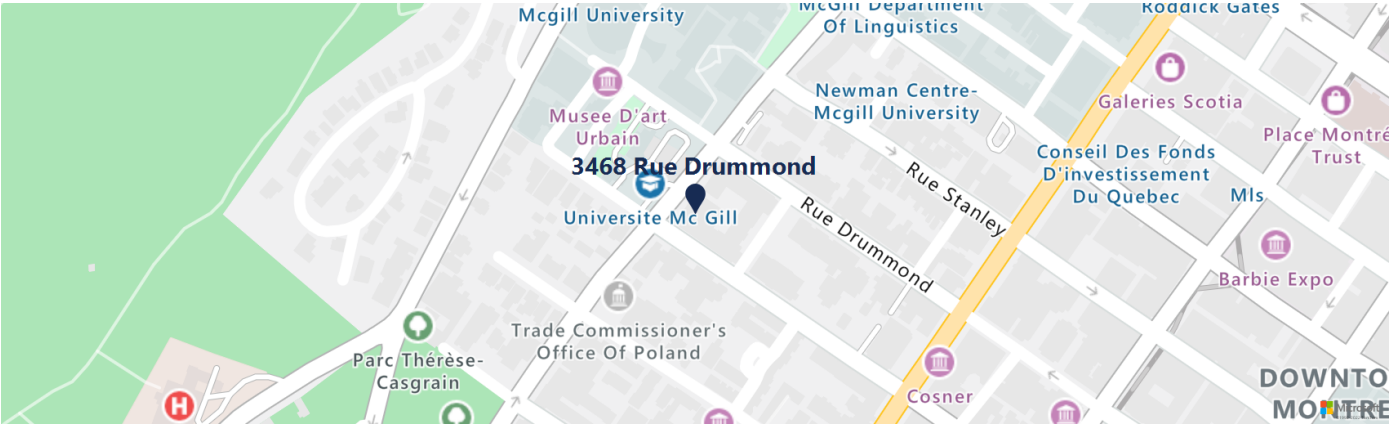 Mcgill University
McGill Department
Of Linguistics
Roddick Gates
Musee D'art
Urbain
Newman Centre-
Mcgill University
Galeries Scotia
Place Montré
Trust
3468 Rue Drummond
Universite Mc Gill
Conseil Des Fonds
D'investissement
Du Quebec
Mls
Rue Stanley
Rue Drummond
Barbie Expo
Trade Commissioner's
Office Of Poland
Parc Thérèse-
Casgrain
H
Cosner
DOWNTO
MONTRE
Microsoft